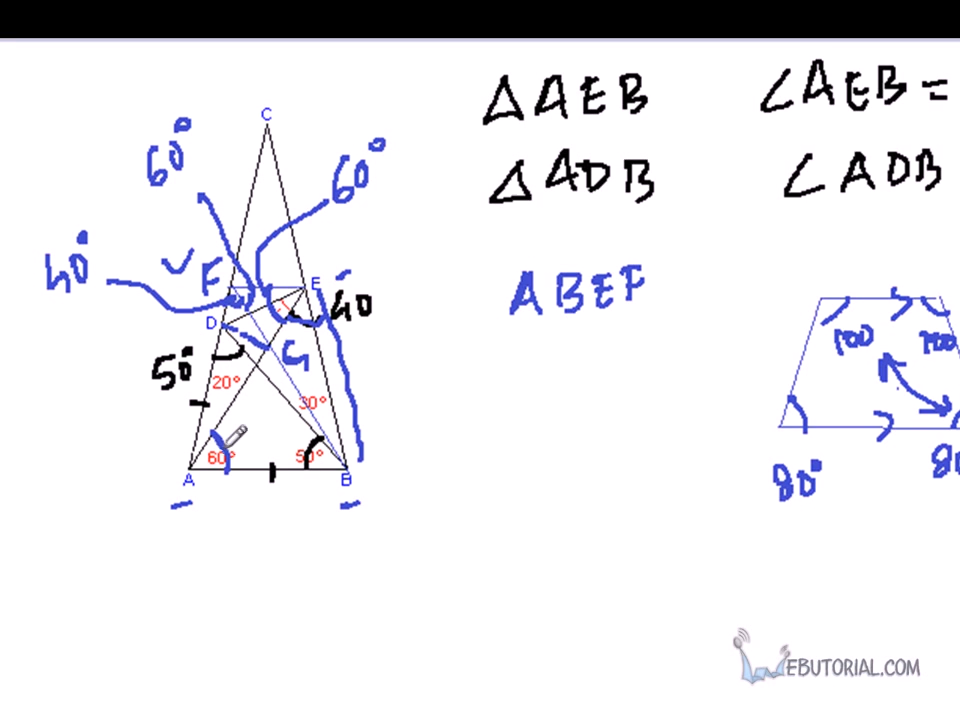 △AEB ∠AEB =
△ADB ∠ADB
ABEF
C
60°
60°
40°
F
E
40
D
G
50°
20°
30°
60°
50°
A
B
100
100
80°
80
WEBUTORIAL.COM